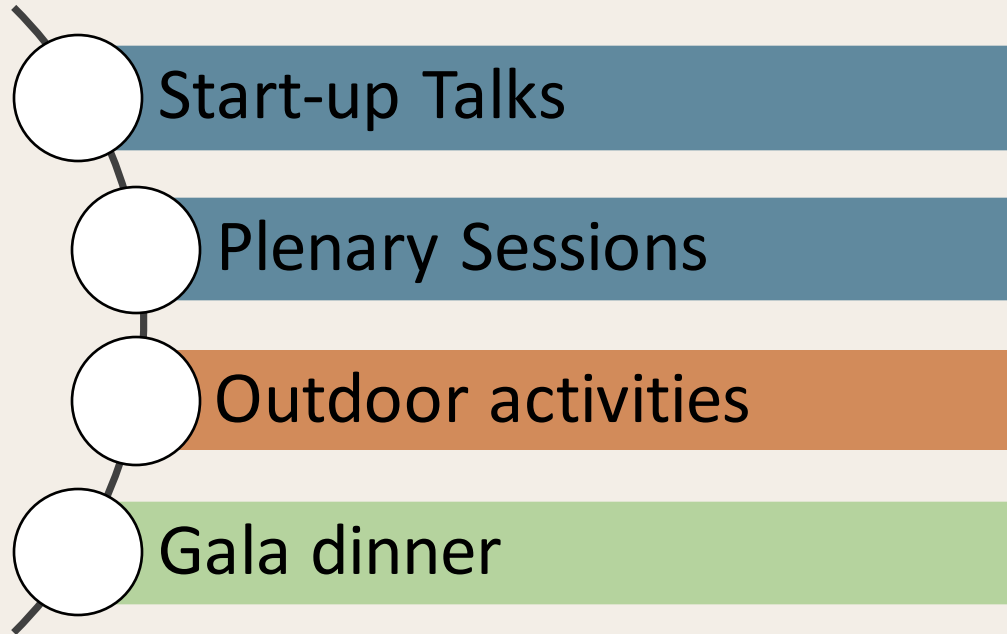 Start-up Talks
Plenary Sessions
Outdoor activities
Gala dinner